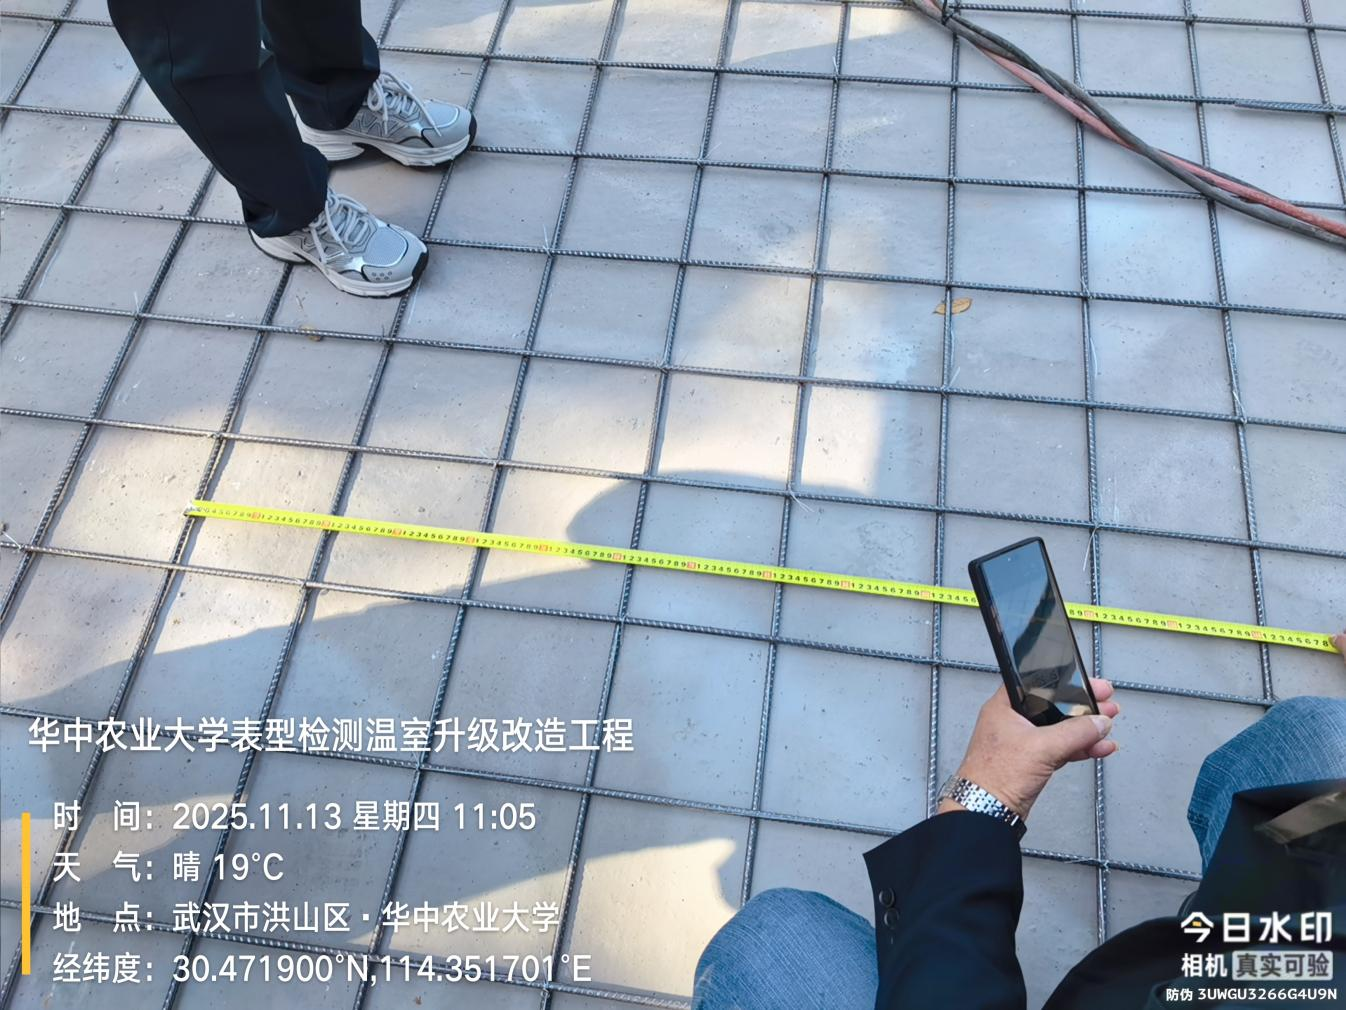 华中农业大学表型检测温室升级改造工程
时 间：2025.11.13 星期四 11:05
天 气：晴 19°C
地 点：武汉市洪山区·华中农业大学
经纬度：30.471900°N,114.351701°E
今日水印
相机 真实可验
防伪 3UWGU3266G4U9N